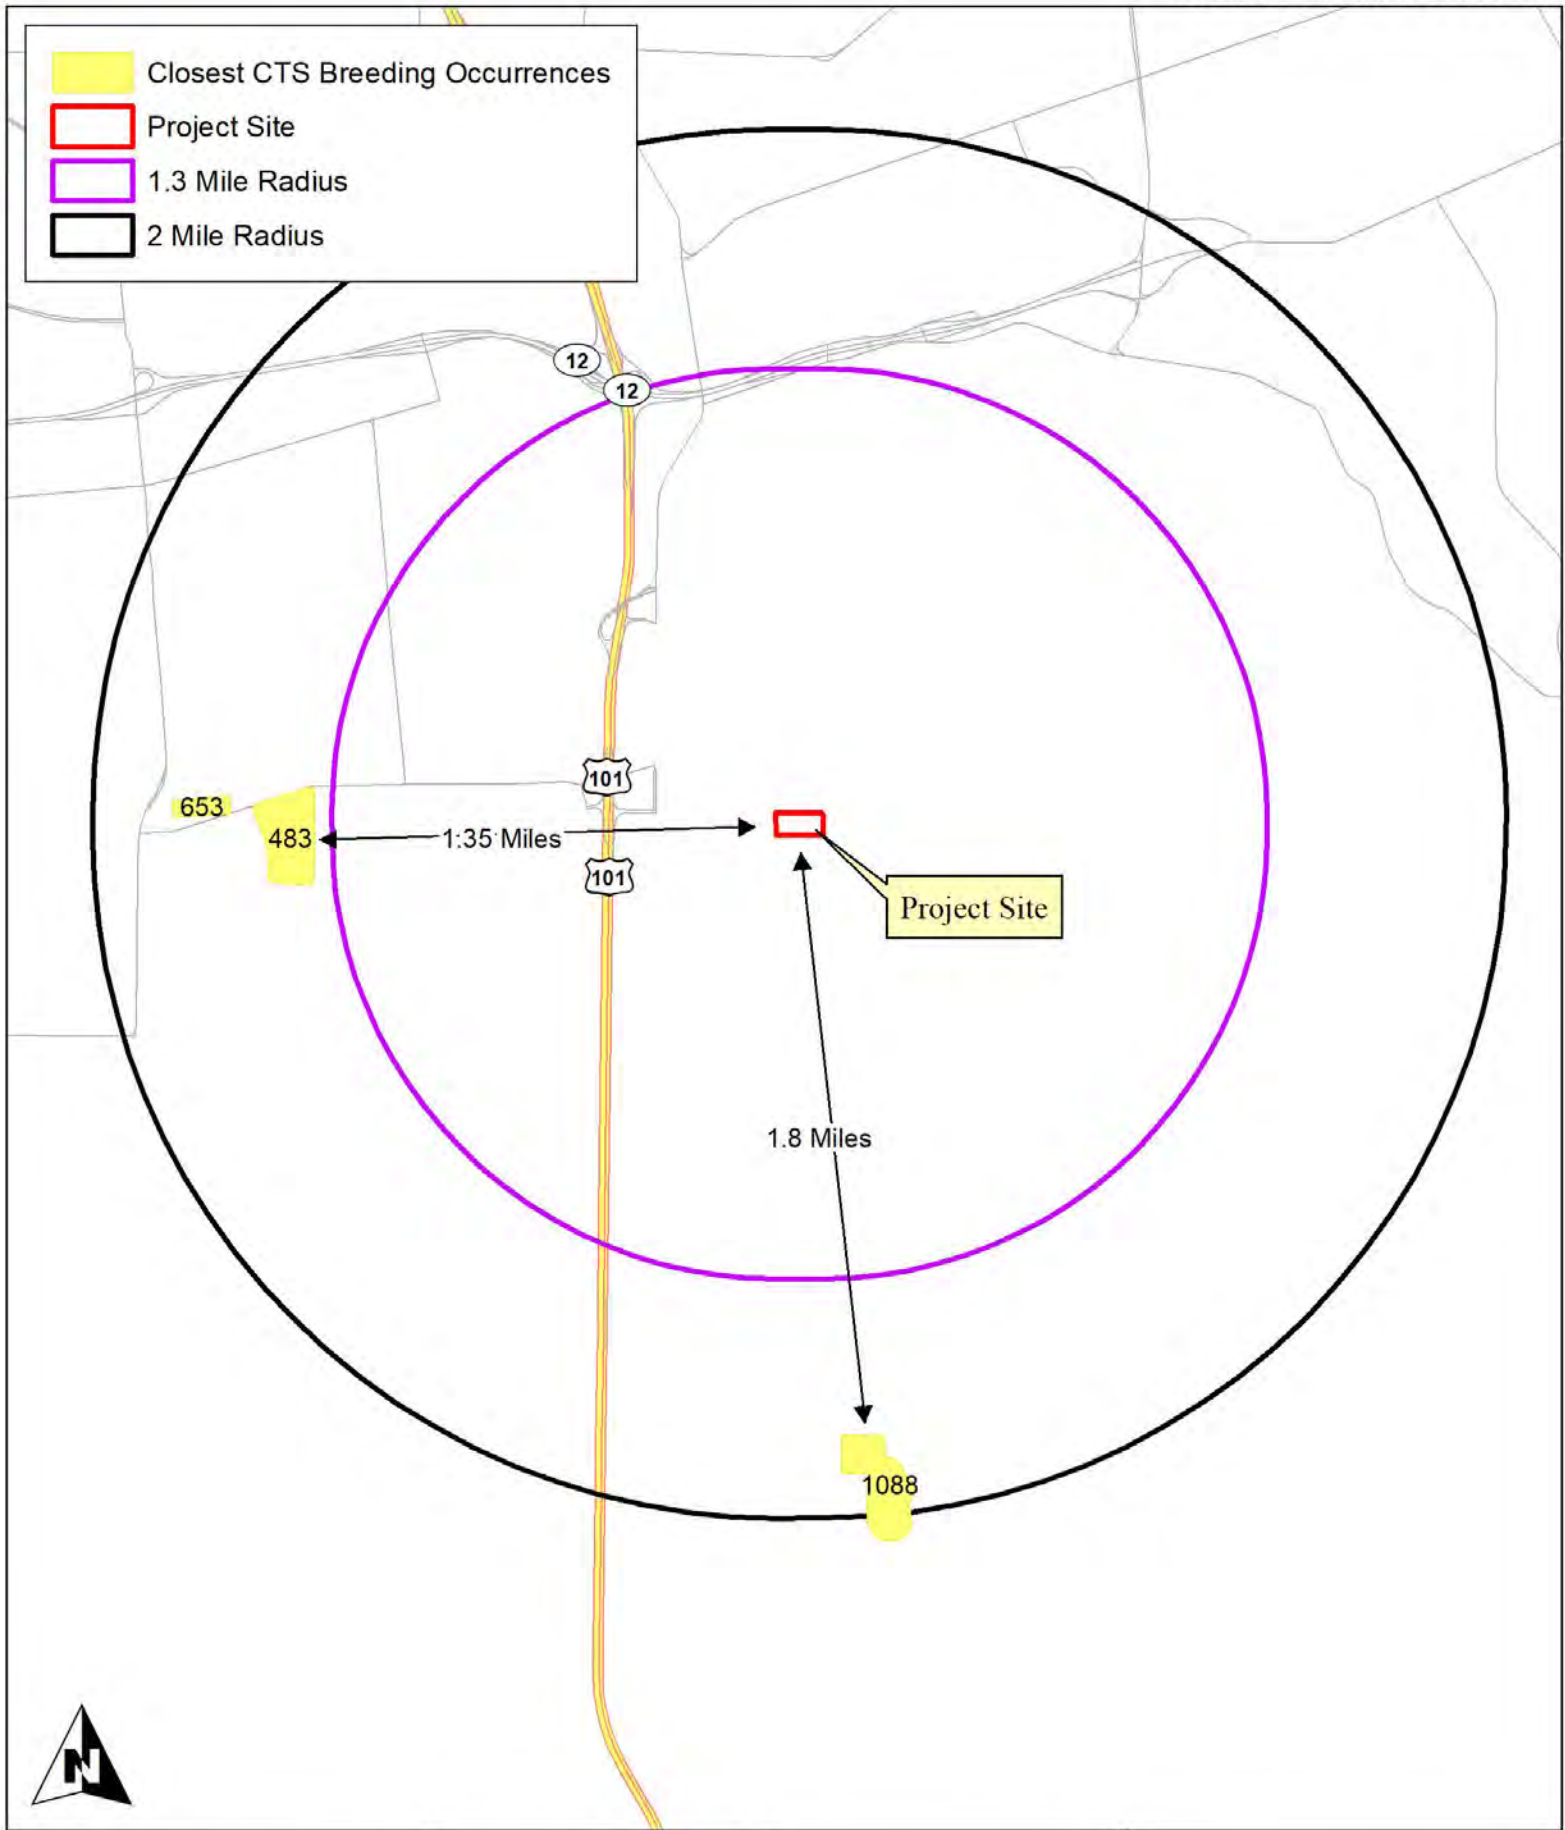 Closest CTS Breeding Occurrences
Project Site
1.3 Mile Radius
2 Mile Radius
12
12
101
653
483
1:35 Miles
101
Project Site
1.8 Miles
1088
N